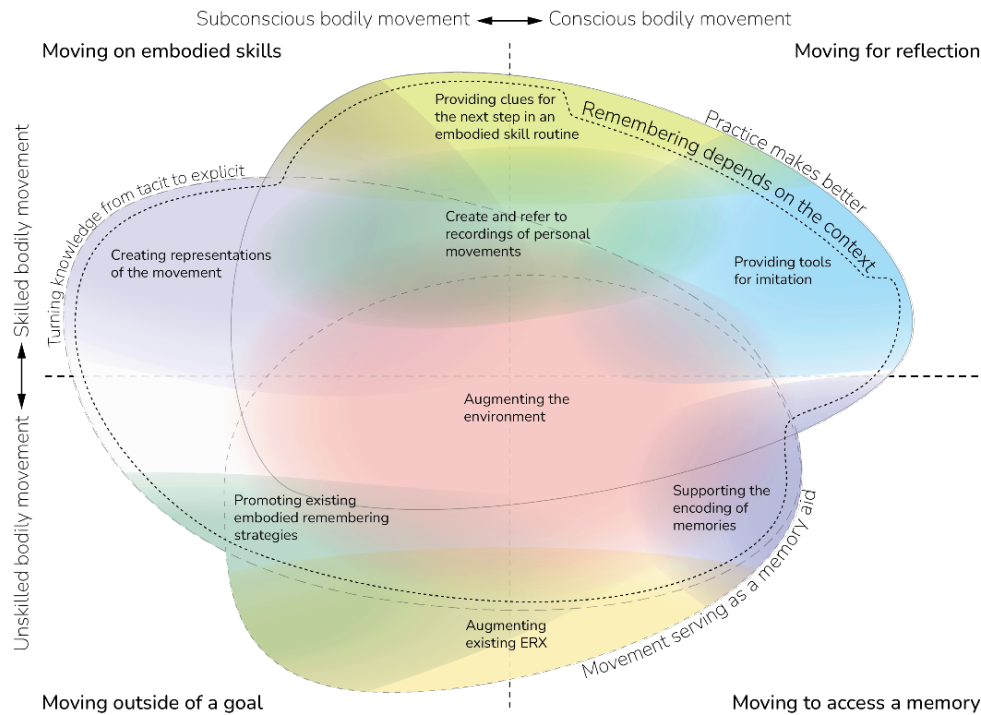 Subconscious bodily movement
Conscious bodily movement
Moving on embodied skills
Moving for reflection
Skilled bodily movement
Unskilled bodily movement
Turning knowledge from tacit to explicit
Practice makes better
Remembering depends on the context
Providing clues for
the next step in an
embodied skill routine
Create and refer to
recordings of personal
movements
Creating representations
of the movement
Providing tools
for imitation
Augmenting the
environment
Promoting existing
embodied remembering
strategies
Supporting the
encoding of
memories
Augmenting
existing ERX
Movement serving as a memory aid
Moving outside of a goal
Moving to access a memory